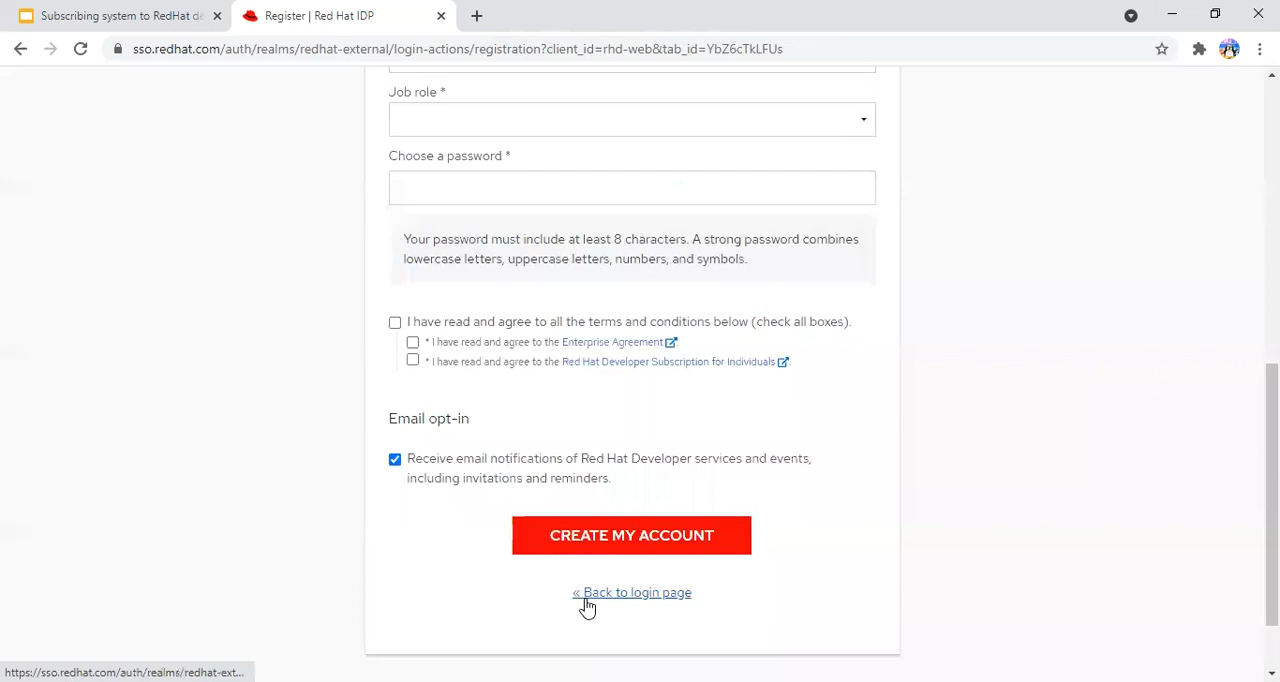 Subscribing system to RedHat de
Register | Red Hat IDP
sso.redhat.com/auth/realms/redhat-external/login-actions/registration?client_id=rhd-web&tab_id=YbZ6cTkLFUs
Job role *
Choose a password *
Your password must include at least 8 characters. A strong password combines
lowercase letters, uppercase letters, numbers, and symbols.
I have read and agree to all the terms and conditions below (check all boxes).
* I have read and agree to the Enterprise Agreement .
* I have read and agree to the Red Hat Developer Subscription for Individuals .
Email opt-in
Receive email notifications of Red Hat Developer services and events,
including invitations and reminders.
CREATE MY ACCOUNT
« Back to login page
https://sso.redhat.com/auth/realms/redhat-ext...